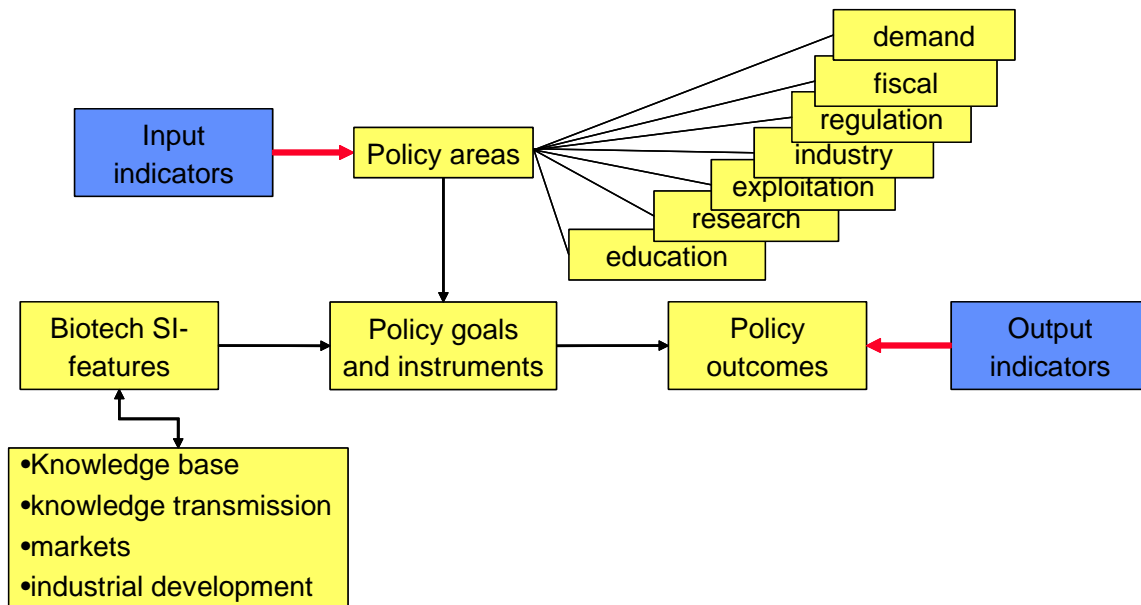 demand
fiscal
regulation
industry
exploitation
research
education
Input
indicators
Policy areas
Biotech SI-
features
Policy goals
and instruments
Policy
outcomes
Output
indicators
•Knowledge base
•knowledge transmission
•markets
•industrial development